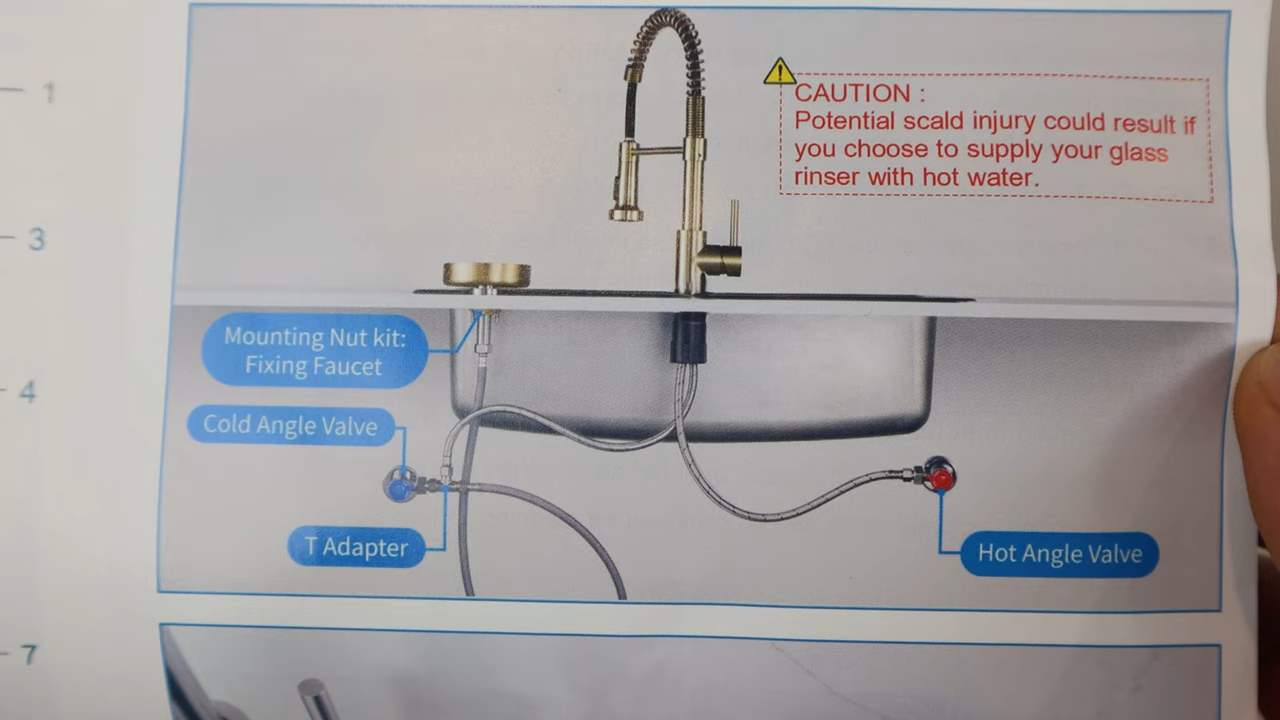 1
3
4
7
CAUTION :
Potential scald injury could result if
you choose to supply your glass
rinser with hot water.
Mounting Nut kit:
Fixing Faucet
Cold Angle Valve
T Adapter
Hot Angle Valve